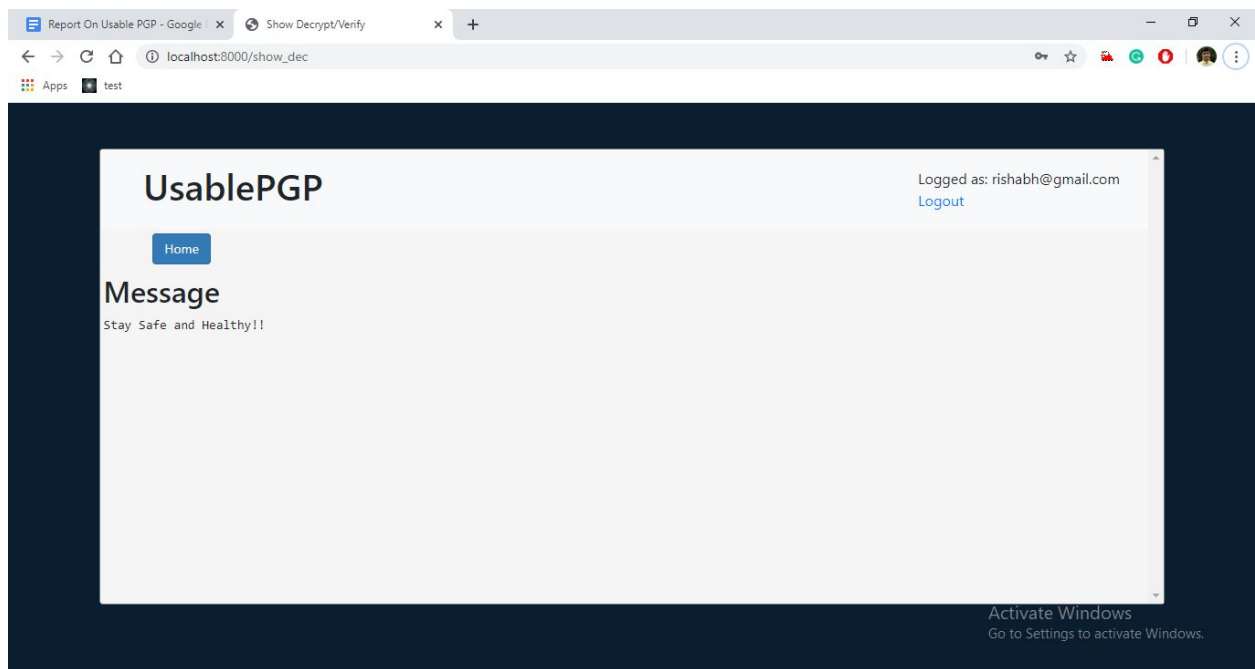 Report On Usable PGP - Google
Show Decrypt/Verify
localhost:8000/show_dec
Apps
test
UsablePGP
Logged as: rishabh@gmail.com
Logout
Home
Message
Stay Safe and Healthy!!
Activate Windows
Go to Settings to activate Windows.